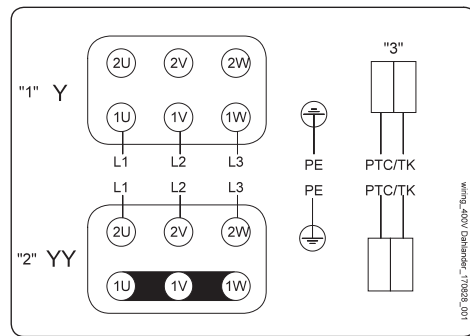 2U 2V 2W
"1" Y
1U 1V 1W
L1 L2 L3
L1 L2 L3
2U 2V 2W
"2" YY
1U 1V 1W
PE
PE
"3"
PTC/TK
PTC/TK
wiring_400V Dahlander_170828_001